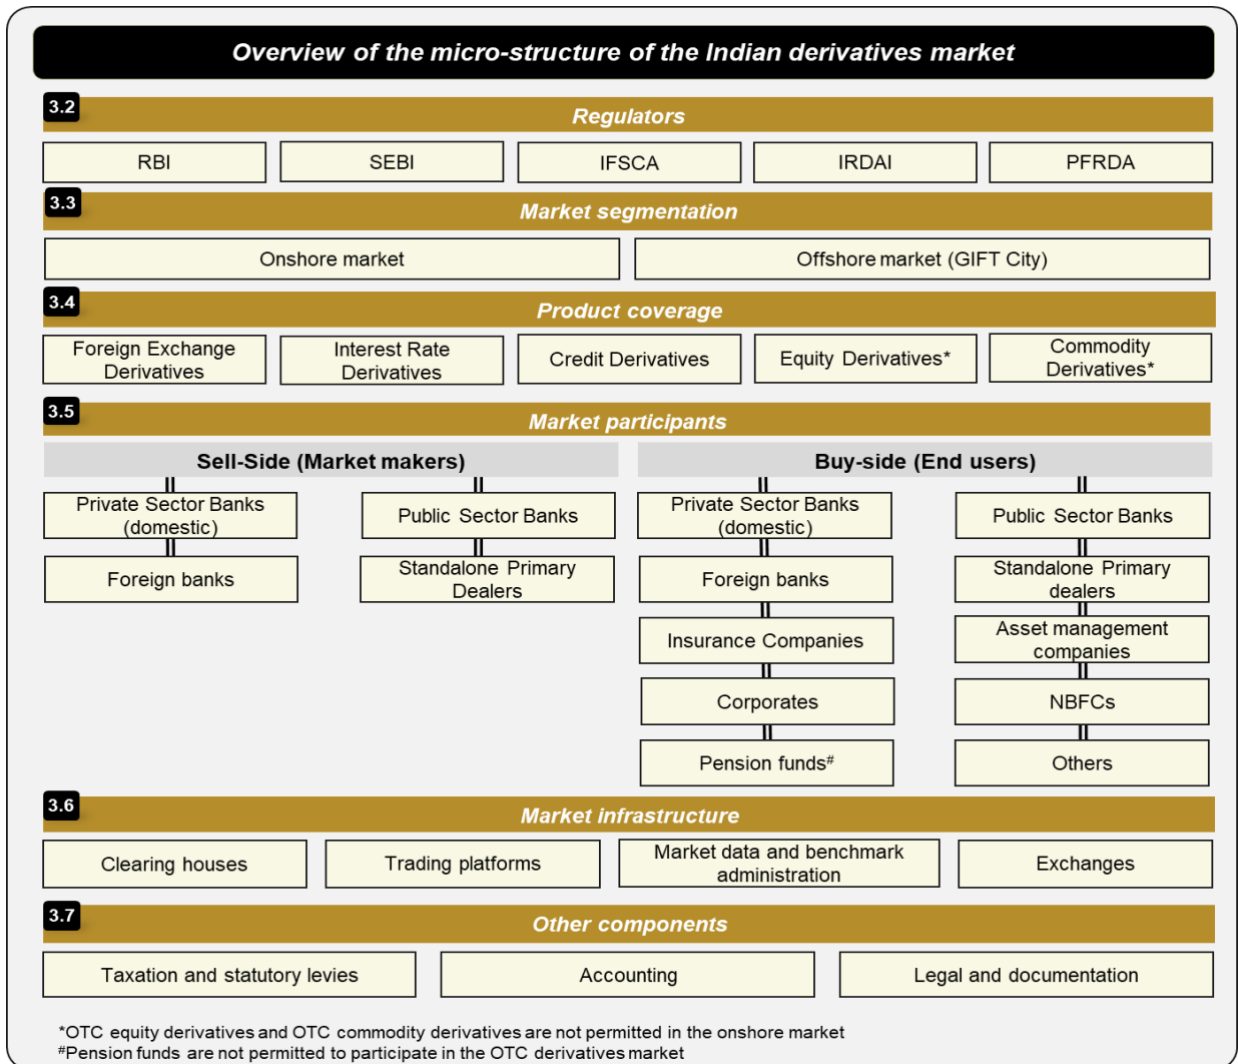 Overview of the micro-structure of the Indian derivatives market
3.2
Regulators
RBI
SEBI
IFSCA
IRDAI
PFRDA
3.3
Market segmentation
Onshore market
Offshore market (GIFT City)
3.4
Product coverage
Foreign Exchange
Derivatives
Interest Rate
Derivatives
Credit Derivatives
Equity Derivatives*
Commodity
Derivatives*
3.5
Market participants
Sell-Side (Market makers)
Private Sector Banks
(domestic)
Public Sector Banks
Foreign banks
Standalone Primary
Dealers
Buy-side (End users)
Private Sector Banks
(domestic)
Public Sector Banks
Foreign banks
Standalone Primary
dealers
Insurance Companies
Asset management
companies
Corporates
NBFCs
Pension funds#
Others
3.6
Market infrastructure
Clearing houses
Trading platforms
Market data and benchmark
administration
Exchanges
3.7
Other components
Taxation and statutory levies
Accounting
Legal and documentation
*OTC equity derivatives and OTC commodity derivatives are not permitted in the onshore market
#Pension funds are not permitted to participate in the OTC derivatives market